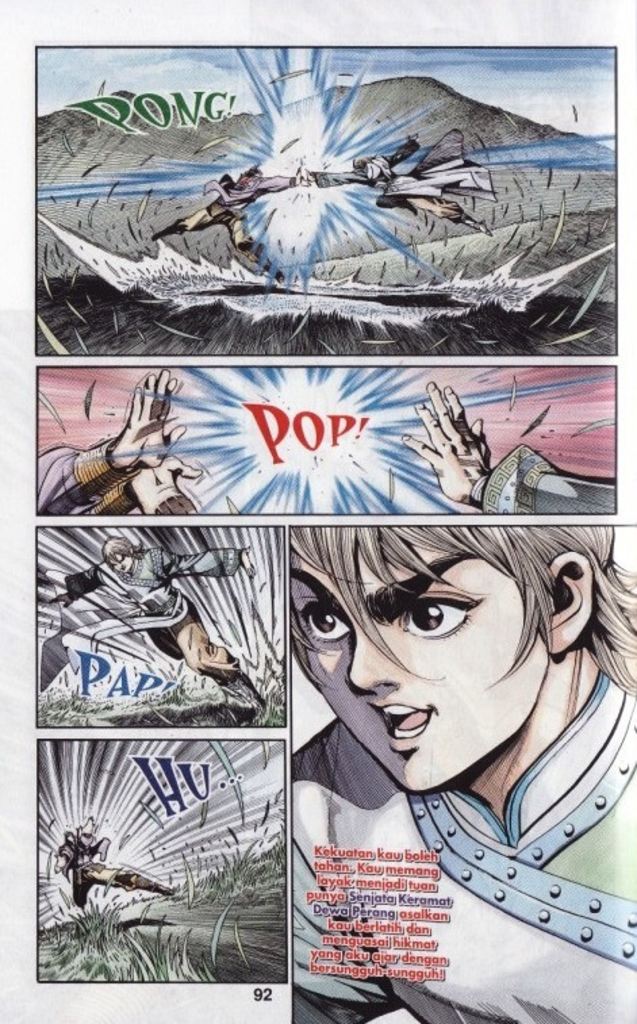 PONG!
POP!
PAP!
HU...
Kekuatan kau boleh
tahan. Kau memang
layak menjadi tuan
punya Senjata Keramat
Dewa Perang asalkan
kau berlatih dan
menguasai hikmat
yang aku ajar dengan
bersungguh-sungguh!
92